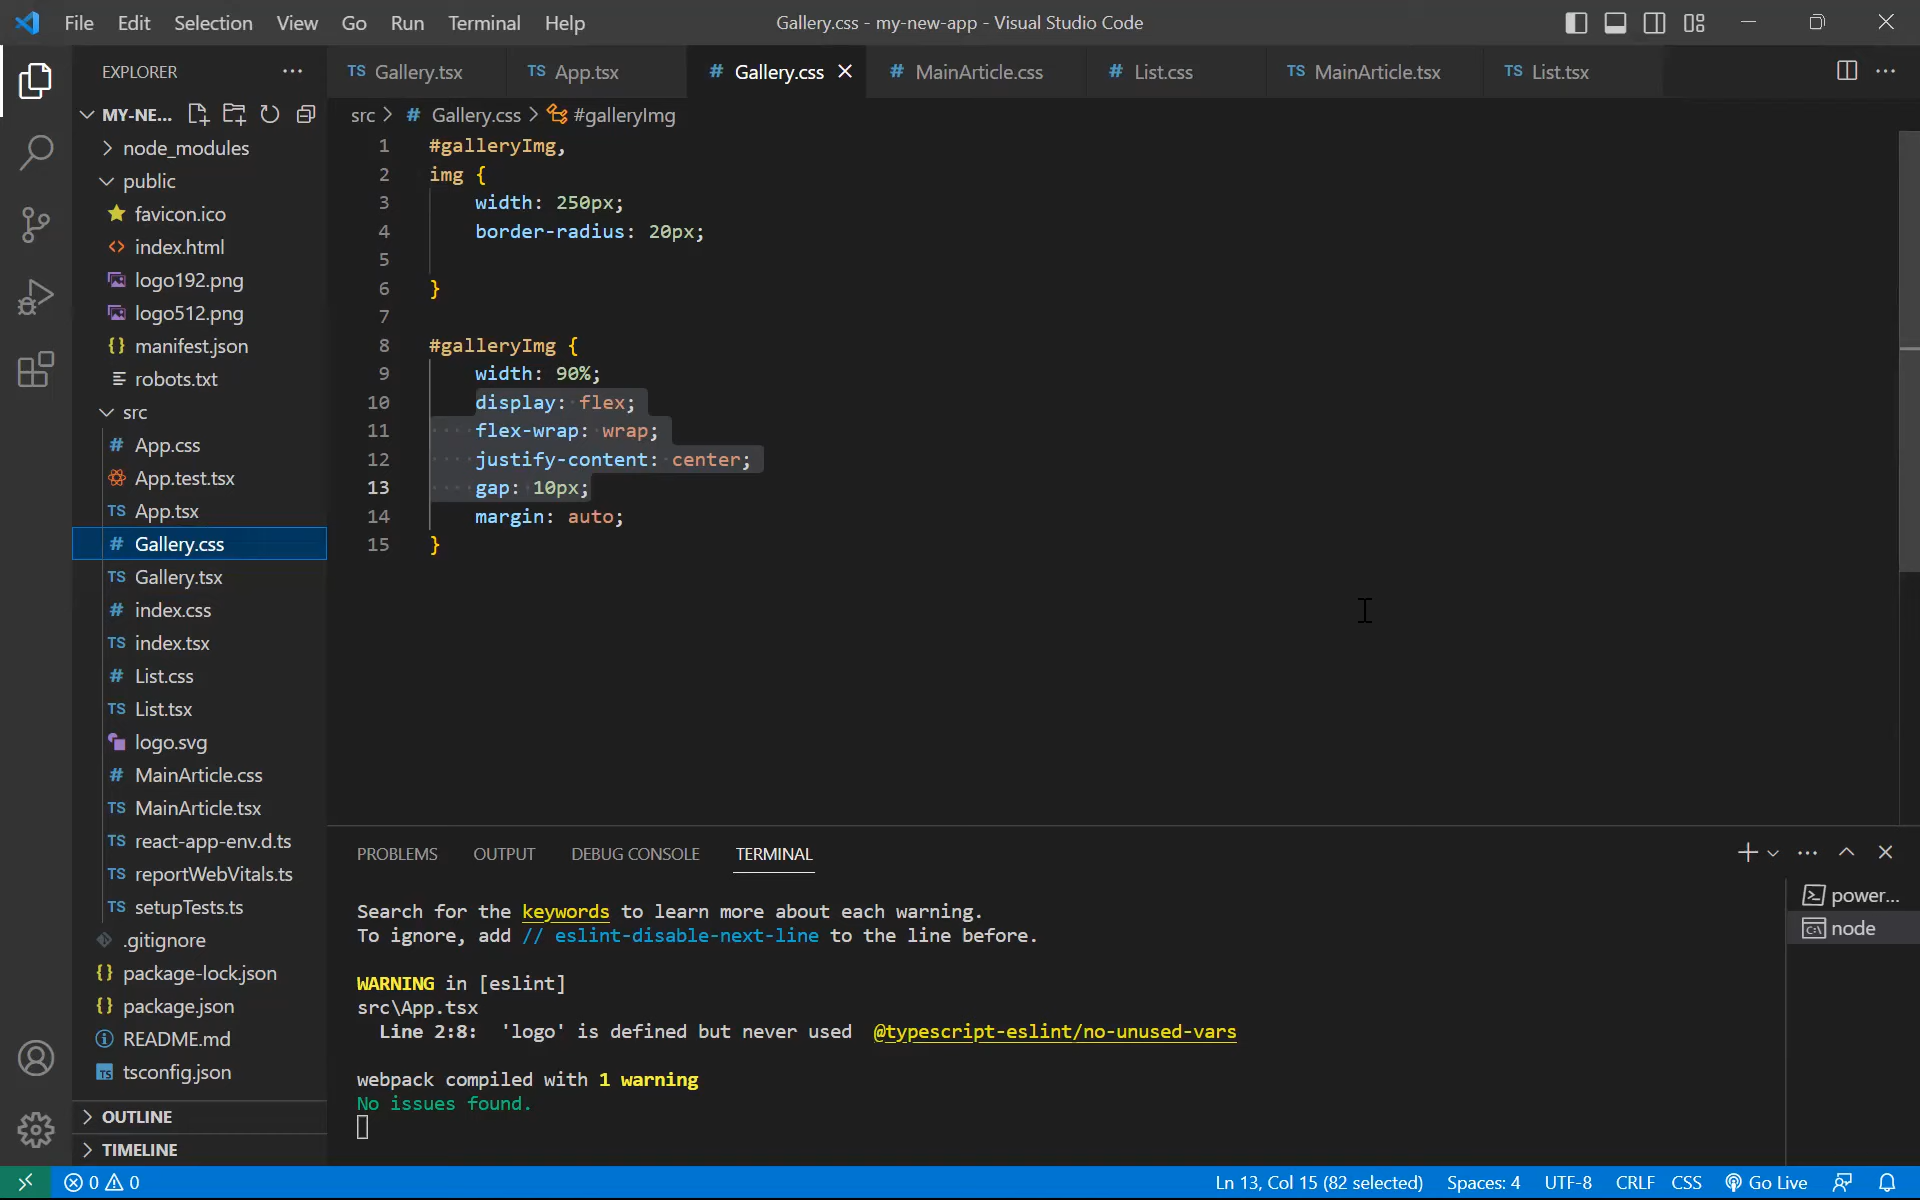 File Edit Selection View Go Run Terminal Help
Gallery.css - my-new-app - Visual Studio Code
EXPLORER
MY-NE...
node_modules
public
favicon.ico
index.html
logo192.png
logo512.png
manifest.json
robots.txt
src
# App.css
App.test.tsx
TS App.tsx
# Gallery.css
TS Gallery.tsx
# index.css
TS index.tsx
# List.css
TS List.tsx
logo.svg
# MainArticle.css
TS MainArticle.tsx
TS react-app-env.d.ts
TS reportWebVitals.ts
TS setupTests.ts
.gitignore
{} package-lock.json
{} package.json
README.md
TS tsconfig.json
OUTLINE
TIMELINE
TS Gallery.tsx TS App.tsx # Gallery.css # MainArticle.css # List.css TS MainArticle.tsx TS List.tsx
src > # Gallery.css > #galleryImg
1 #galleryImg,
2 img {
3 width: 250px;
4 border-radius: 20px;
5
6 }
7
8 #galleryImg {
9 width: 90%;
10 display: flex;
11 flex-wrap: wrap;
12 justify-content: center;
13 gap: 10px;
14 margin: auto;
15 }
PROBLEMS OUTPUT DEBUG CONSOLE TERMINAL
Search for the keywords to learn more about each warning.
To ignore, add // eslint-disable-next-line to the line before.
WARNING in [eslint]
src\App.tsx
Line 2:8: 'logo' is defined but never used @typescript-eslint/no-unused-vars
webpack compiled with 1 warning
No issues found.
power...
node
0 0
Ln 13, Col 15 (82 selected) Spaces: 4 UTF-8 CRLF CSS Go Live